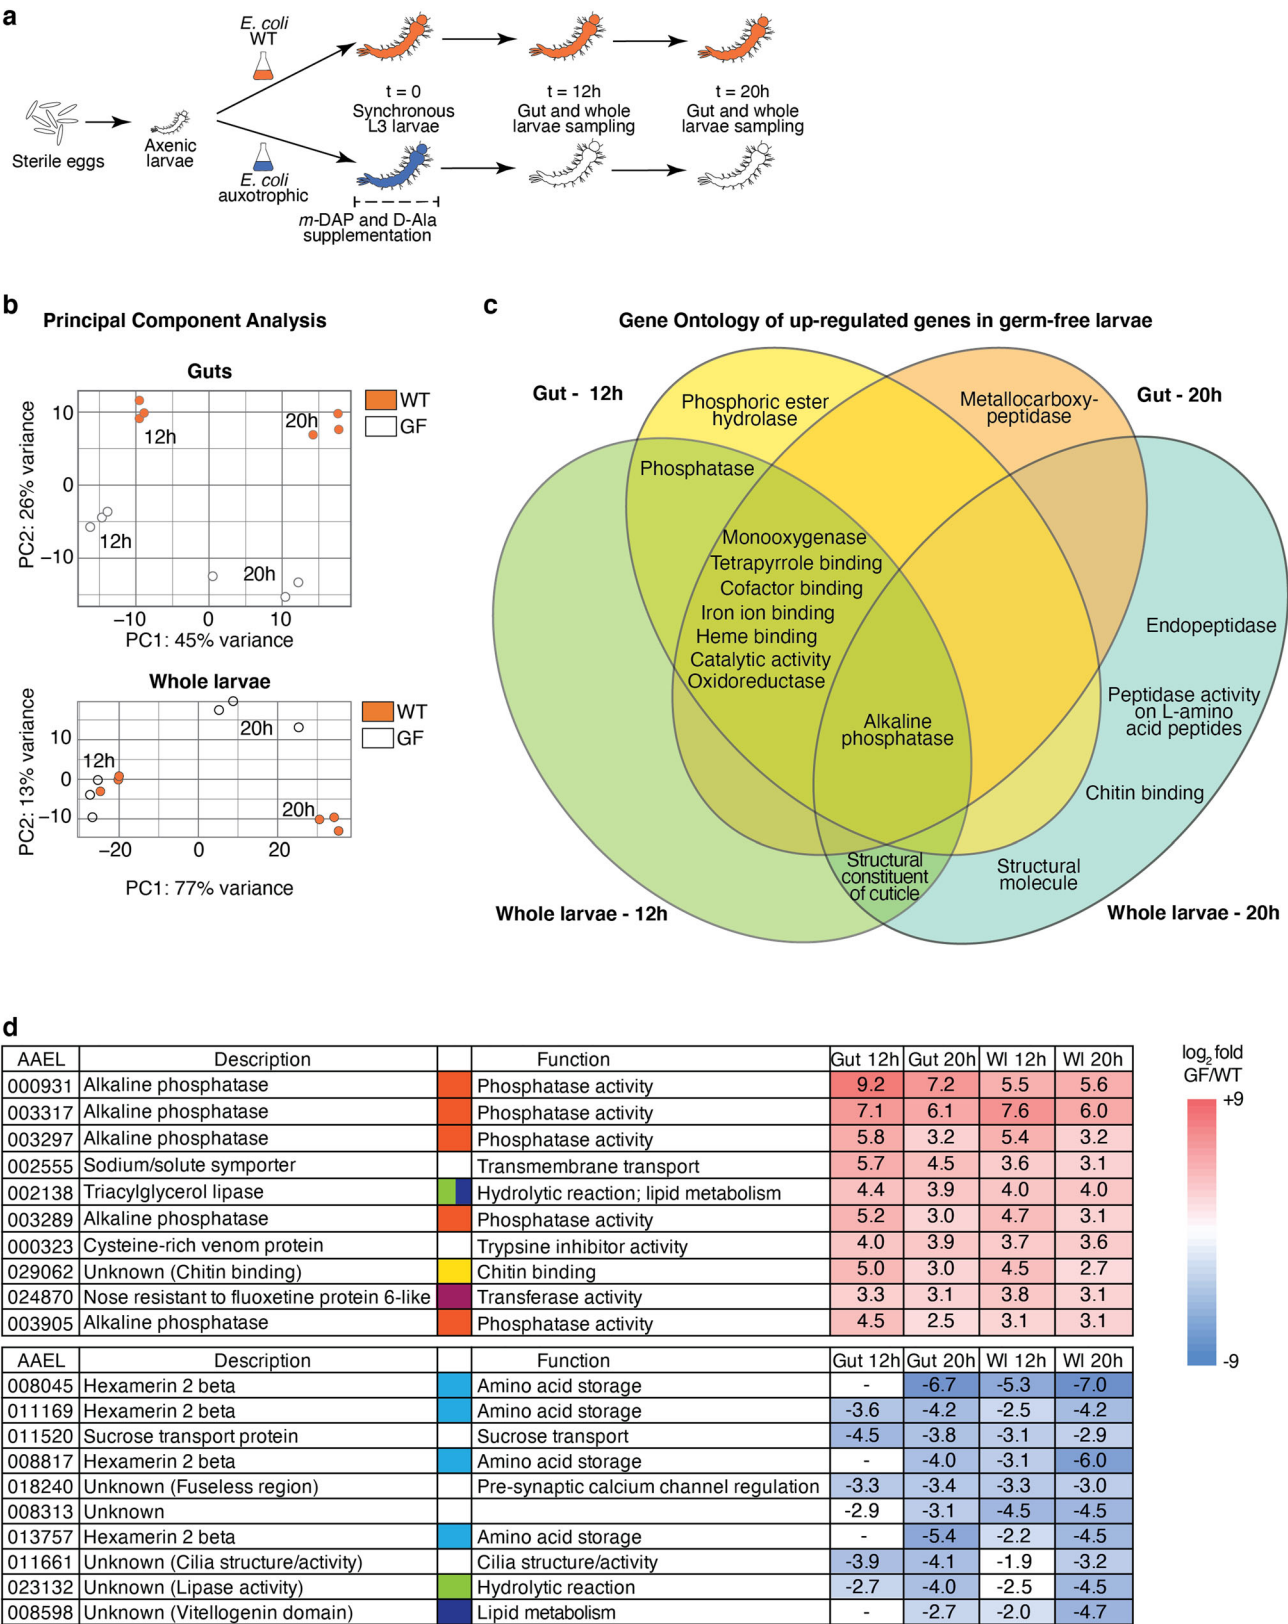 a
E. coli
WT
Sterile eggs
Axenic
larvae
E. coli
auxotrophic
t = 0
Synchronous
L3 larvae
t = 12h
Gut and whole
larvae sampling
t = 20h
Gut and whole
larvae sampling
m-DAP and D-Ala
supplementation
b
Principal Component Analysis
Guts
WT
GF
PC2: 26% variance
10
0
−10
12h
20h
12h
20h
−10 0 10
PC1: 45% variance
Whole larvae
WT
GF
PC2: 13% variance
10
0
−10
12h
20h
20h
−20 0 20
PC1: 77% variance
c
Gene Ontology of up-regulated genes in germ-free larvae
Gut - 12h
Gut - 20h
Phosphoric ester
hydrolase
Metallocarboxy-
peptidase
Phosphatase
Monooxygenase
Tetrapyrrole binding
Cofactor binding
Iron ion binding
Heme binding
Catalytic activity
Oxidoreductase
Alkaline
phosphatase
Endopeptidase
Peptidase activity
on L-amino
acid peptides
Chitin binding
Structural
molecule
Structural
constituent
of cuticle
Whole larvae - 12h
Whole larvae - 20h
d
AAEL Description Function Gut 12h Gut 20h Wl 12h Wl 20h
000931 Alkaline phosphatase Phosphatase activity 9.2 7.2 5.5 5.6
003317 Alkaline phosphatase Phosphatase activity 7.1 6.1 7.6 6.0
003297 Alkaline phosphatase Phosphatase activity 5.8 3.2 5.4 3.2
002555 Sodium/solute symporter Transmembrane transport 5.7 4.5 3.6 3.1
002138 Triacylglycerol lipase Hydrolytic reaction; lipid metabolism 4.4 3.9 4.0 4.0
003289 Alkaline phosphatase Phosphatase activity 5.2 3.0 4.7 3.1
000323 Cysteine-rich venom protein Trypsine inhibitor activity 4.0 3.9 3.7 3.6
029062 Unknown (Chitin binding) Chitin binding 5.0 3.0 4.5 2.7
024870 Nose resistant to fluoxetine protein 6-like Transferase activity 3.3 3.1 3.8 3.1
003905 Alkaline phosphatase Phosphatase activity 4.5 2.5 3.1 3.1
AAEL Description Function Gut 12h Gut 20h Wl 12h Wl 20h
008045 Hexamerin 2 beta Amino acid storage - -6.7 -5.3 -7.0
011169 Hexamerin 2 beta Amino acid storage -3.6 -4.2 -2.5 -4.2
011520 Sucrose transport protein Sucrose transport -4.5 -3.8 -3.1 -2.9
008817 Hexamerin 2 beta Amino acid storage - -4.0 -3.1 -6.0
018240 Unknown (Fuseless region) Pre-synaptic calcium channel regulation -3.3 -3.4 -3.3 -3.0
008313 Unknown -2.9 -3.1 -4.5 -4.5
013757 Hexamerin 2 beta Amino acid storage - -5.4 -2.2 -4.5
011661 Unknown (Cilia structure/activity) Cilia structure/activity -3.9 -4.1 -1.9 -3.2
023132 Unknown (Lipase activity) Hydrolytic reaction -2.7 -4.0 -2.5 -4.5
008598 Unknown (Vitellogenin domain) Lipid metabolism - -2.7 -2.0 -4.7
log2 fold
GF/WT
+9
-9